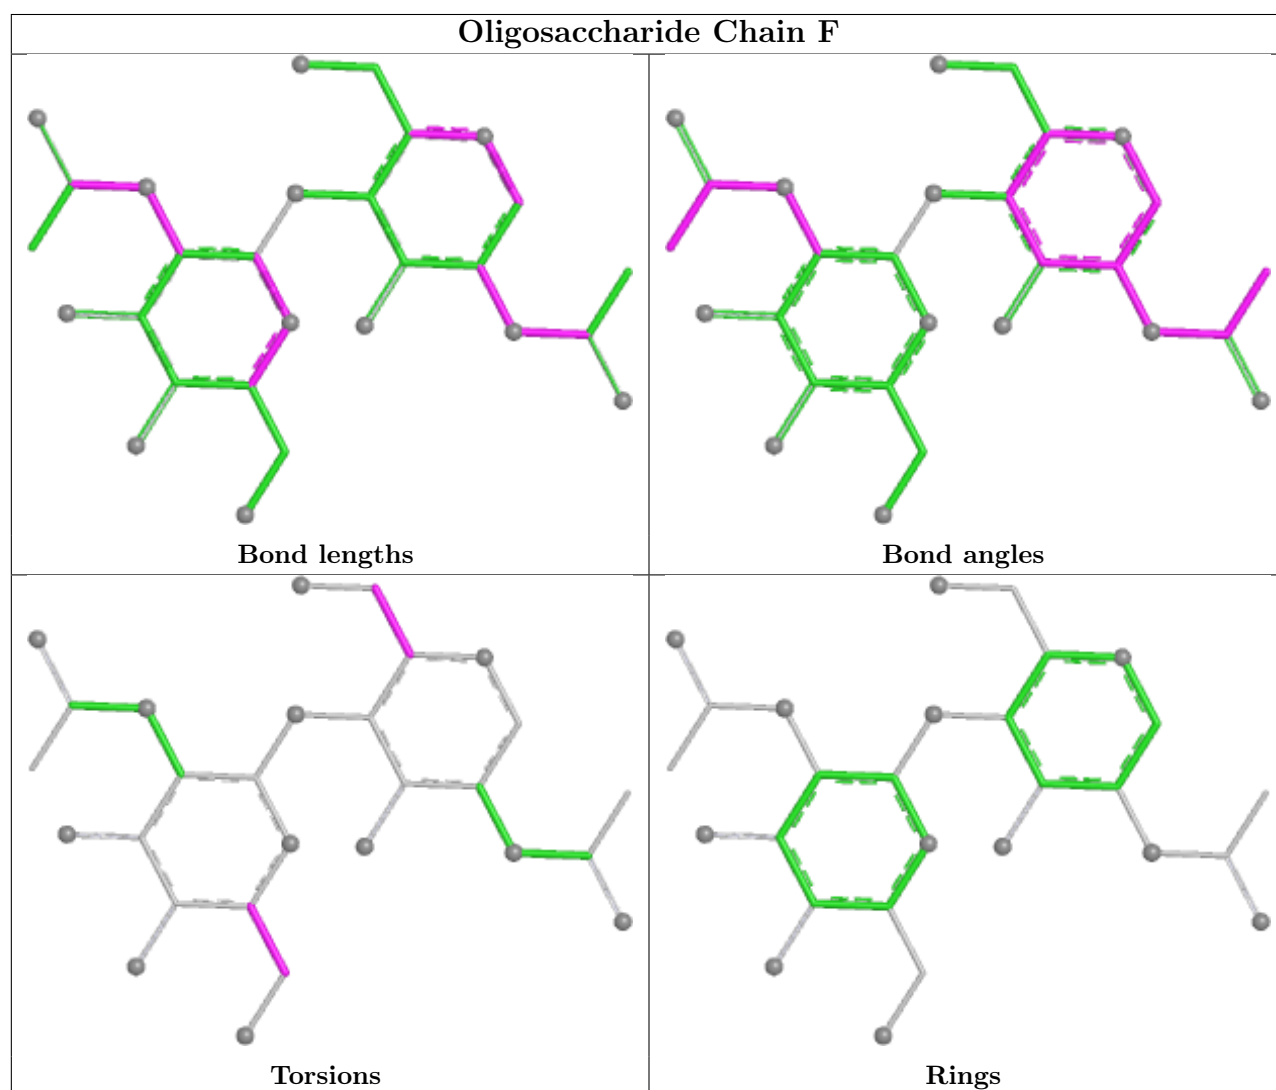 Oligosaccharide Chain F
Bond lengths
Bond angles
Torsions
Rings